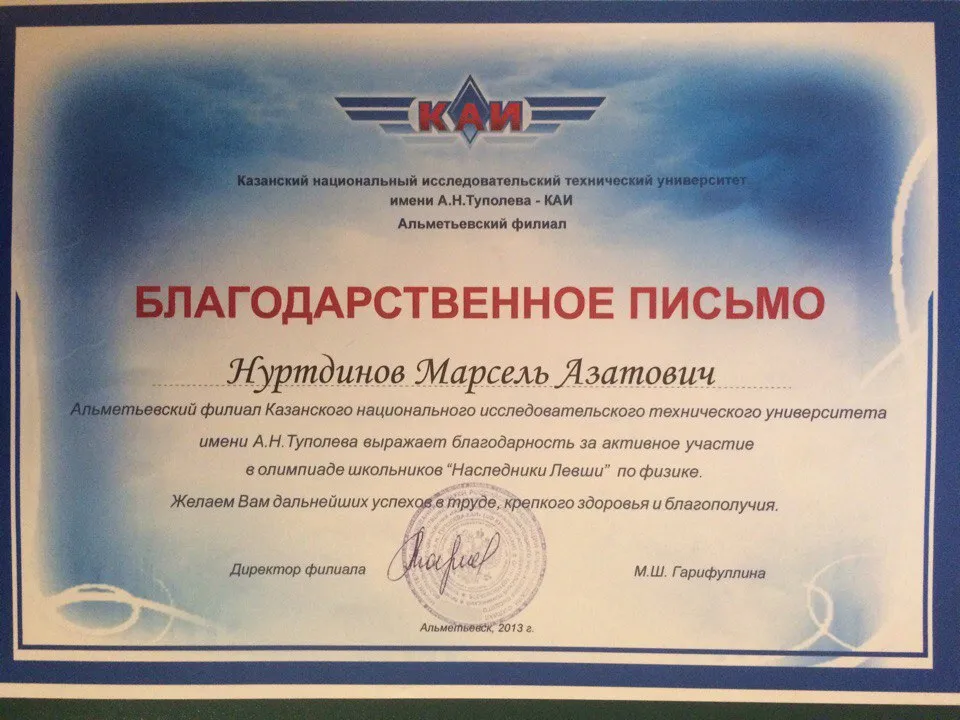 КАИ
Казанский национальный исследовательский технический университет
имени А.Н.Туполева - КАИ
Альметьевский филиал
БЛАГОДАРСТВЕННОЕ ПИСЬМО
Нуртдинов Марсель Азатович
Альметьевский филиал Казанского национального исследовательского технического университета
имени А.Н.Туполева выражает благодарность за активное участие
в олимпиаде школьников “Наследники Левши” по физике.
Желаем Вам дальнейших успехов в труде, крепкого здоровья и благополучия.
Директор филиала
М.Ш. Гарифуллина
Альметьевск, 2013 г.